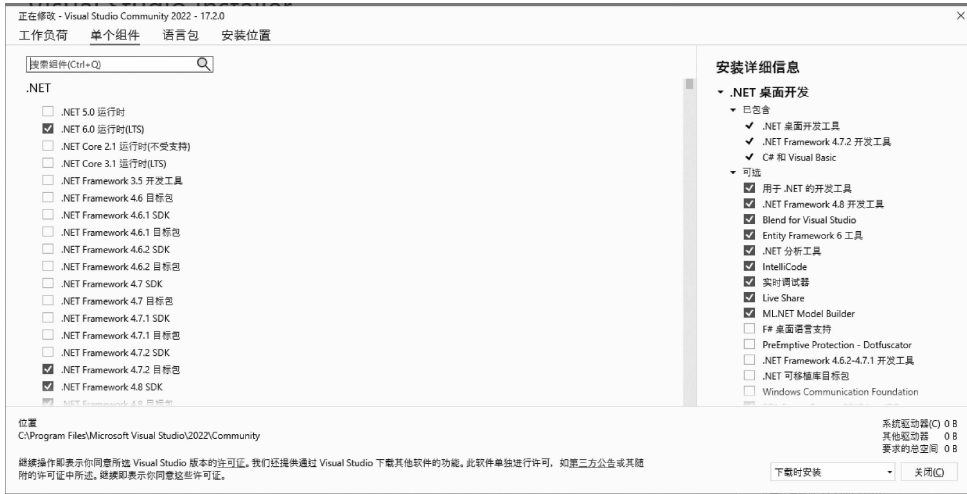 Visual Studio Installer
正在修改 - Visual Studio Community 2022 - 17.2.0
工作负荷 单个组件 语言包 安装位置
搜索组件(Ctrl+Q)
.NET
.NET 5.0 运行时
.NET 6.0 运行时(LTS)
.NET Core 2.1 运行时(不受支持)
.NET Core 3.1 运行时(LTS)
.NET Framework 3.5 开发工具
.NET Framework 4.6 目标包
.NET Framework 4.6.1 SDK
.NET Framework 4.6.1 目标包
.NET Framework 4.6.2 SDK
.NET Framework 4.6.2 目标包
.NET Framework 4.7 SDK
.NET Framework 4.7 目标包
.NET Framework 4.7.1 SDK
.NET Framework 4.7.1 目标包
.NET Framework 4.7.2 SDK
.NET Framework 4.7.2 目标包
.NET Framework 4.8 SDK
.NET Framework 4.8 目标包
安装详细信息
.NET 桌面开发
已包含
.NET 桌面开发工具
.NET Framework 4.7.2 开发工具
C# 和 Visual Basic
可选
用于 .NET 的开发工具
.NET Framework 4.8 开发工具
Blend for Visual Studio
Entity Framework 6 工具
.NET 分析工具
IntelliCode
实时调试器
Live Share
ML.NET Model Builder
F# 桌面语言支持
PreEmptive Protection - Dotfuscator
.NET Framework 4.6.2-4.7.1 开发工具
.NET 可移植库目标包
Windows Communication Foundation
位置
C:\Program Files\Microsoft Visual Studio\2022\Community
继续操作即表示你同意所选 Visual Studio 版本的许可证。我们还提供通过 Visual Studio 下载其他软件的功能。此软件单独进行许可，如第三方公告或其随
附的许可证中所述。继续即表示你同意这些许可证。
系统驱动器(C) 0 B
其他驱动器 0 B
要求的总空间 0 B
下载时安装
关闭(C)